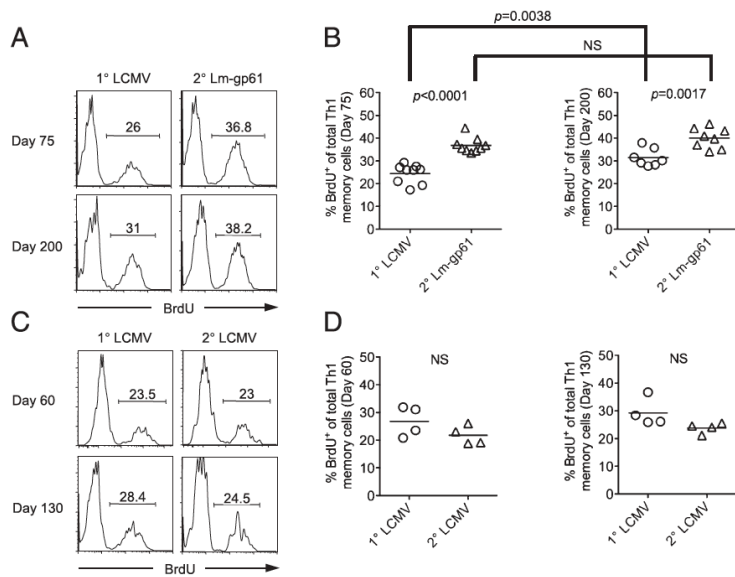 A
1° LCMV
2° Lm-gp61
Day 75
26
36.8
Day 200
31
38.2
BrdU
B
p=0.0038
NS
% BrdU⁺ of total Th1
memory cells (Day 75)
60
50
40
30
20
10
0
p<0.0001
1° LCMV
2° Lm-gp61
% BrdU⁺ of total Th1
memory cells (Day 200)
60
50
40
30
20
10
0
p=0.0017
1° LCMV
2° Lm-gp61
C
1° LCMV
2° LCMV
Day 60
23.5
23
Day 130
28.4
24.5
BrdU
D
% BrdU⁺ of total Th1
memory cells (Day 60)
50
40
30
20
10
0
NS
1° LCMV
2° LCMV
% BrdU⁺ of total Th1
memory cells (Day 130)
50
40
30
20
10
0
NS
1° LCMV
2° LCMV